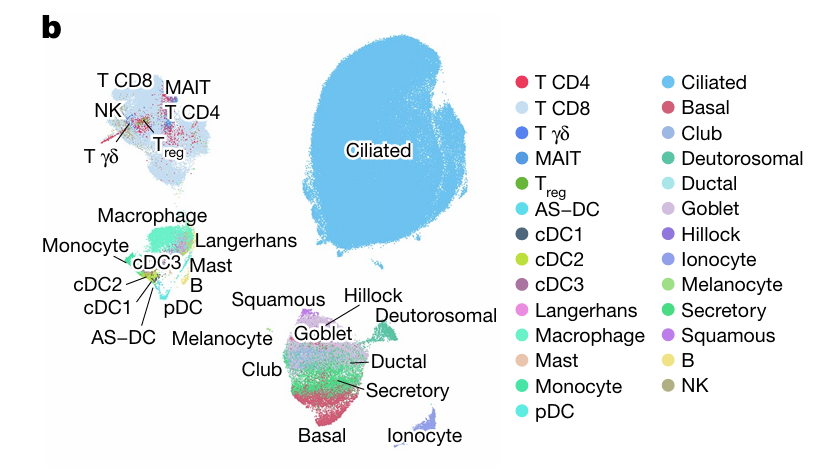 b
T CD8
MAIT
NK
T CD4
Treg
T γδ
Ciliated
Macrophage
Monocyte
Langerhans
cDC3
Mast
cDC2
B
cDC1
pDC
AS−DC
Melanocyte
Squamous
Hillock
Deutorosomal
Goblet
Club
Ductal
Secretory
Basal
Ionocyte
T CD4
T CD8
T γδ
MAIT
Treg
AS−DC
cDC1
cDC2
cDC3
Langerhans
Macrophage
Mast
Monocyte
pDC
Ciliated
Basal
Club
Deutorosomal
Ductal
Goblet
Hillock
Ionocyte
Melanocyte
Secretory
Squamous
B
NK